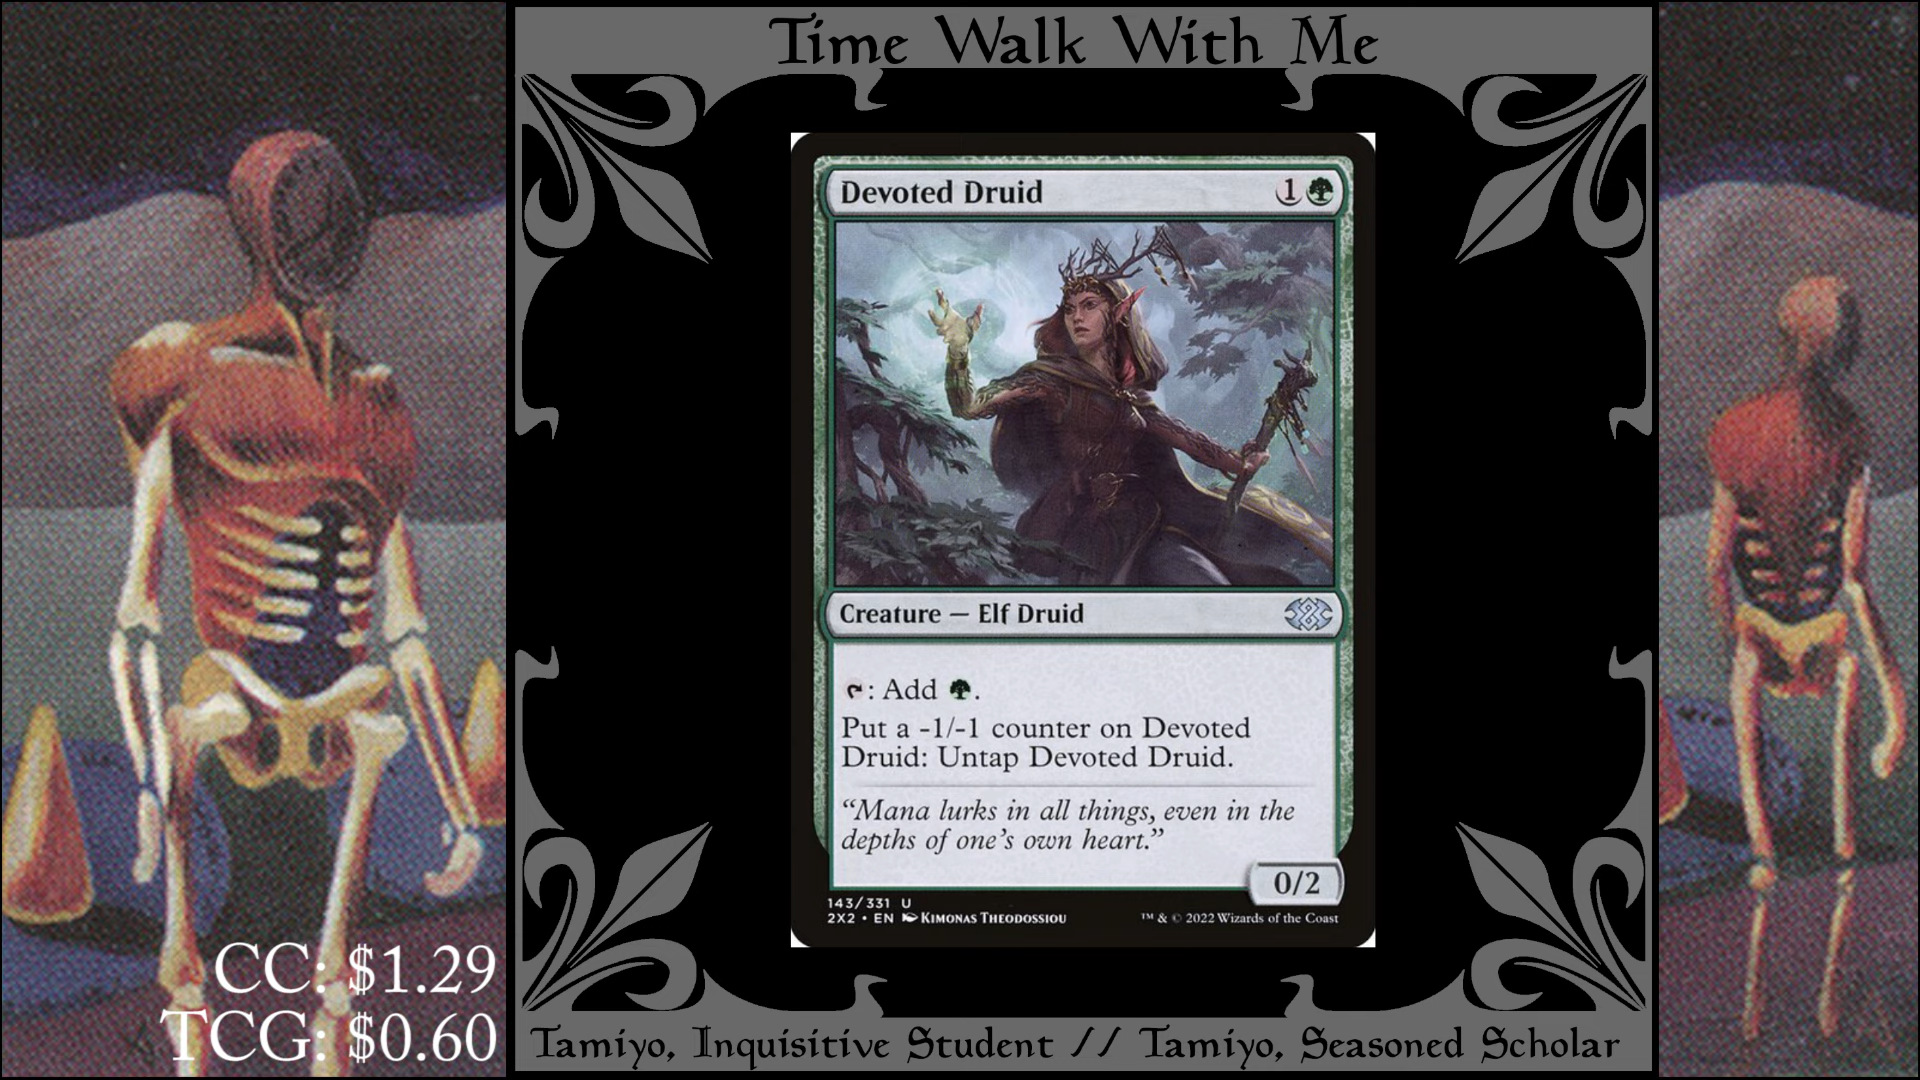 Time Walk With Me
Devoted Druid 1
Creature — Elf Druid
: Add .
Put a -1/-1 counter on Devoted
Druid: Untap Devoted Druid.
“Mana lurks in all things, even in the
depths of one’s own heart.”
0/2
143/331 U
2X2 • EN Kimonas Theodossiou
™ & © 2022 Wizards of the Coast
CC: $1.29
TCG: $0.60
Tamiyo, Inquisitive Student // Tamiyo, Seasoned Scholar